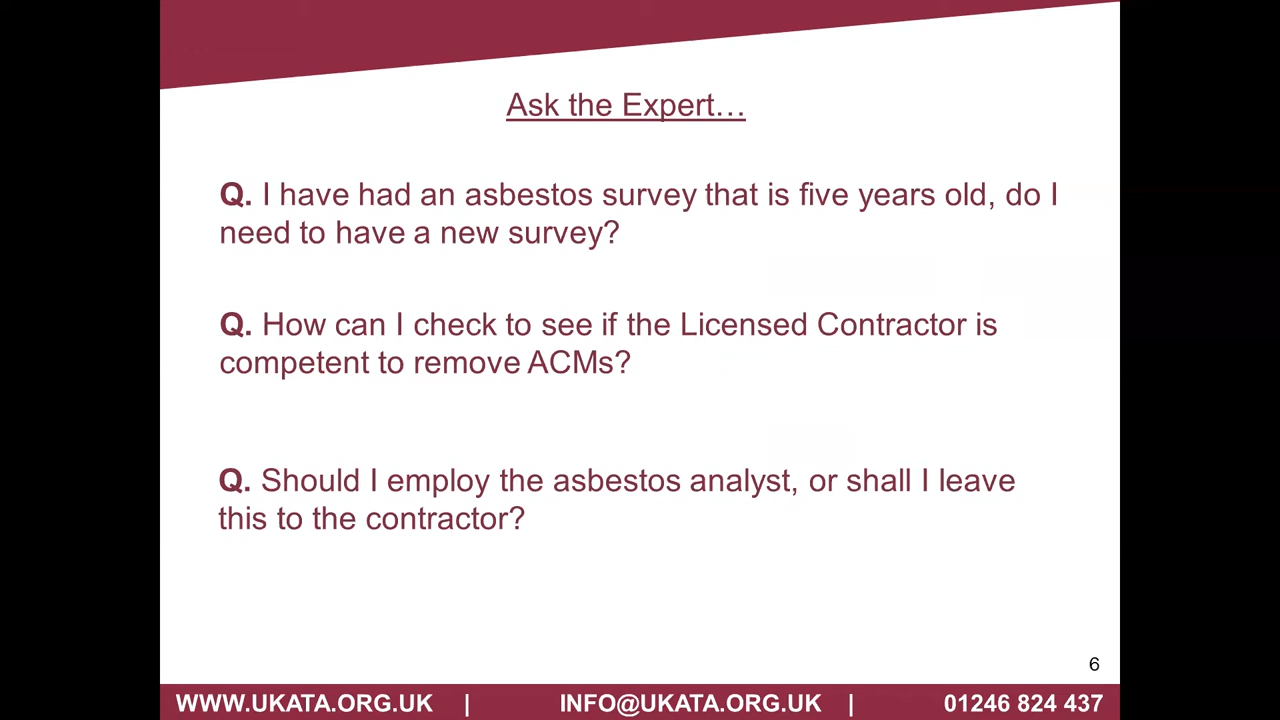 Ask the Expert…
Q. I have had an asbestos survey that is five years old, do I
need to have a new survey?
Q. How can I check to see if the Licensed Contractor is
competent to remove ACMs?
Q. Should I employ the asbestos analyst, or shall I leave
this to the contractor?
6
WWW.UKATA.ORG.UK | INFO@UKATA.ORG.UK | 01246 824 437